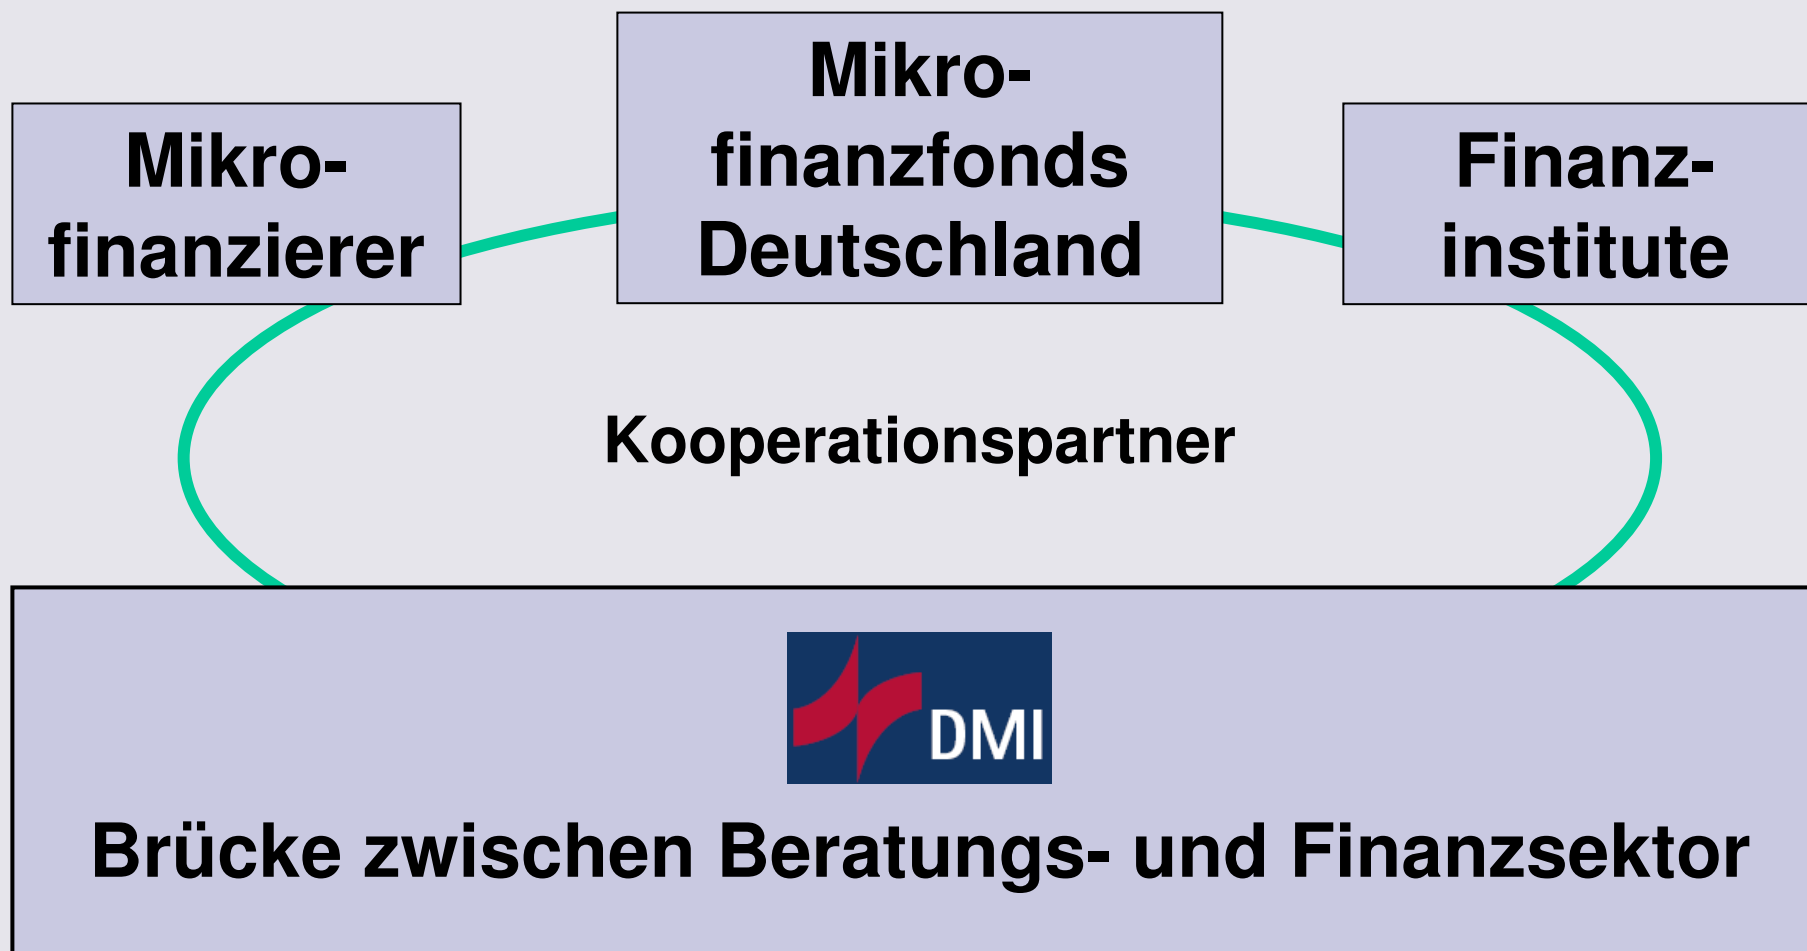 Mikro-
finanzierer
Mikro-
finanzfonds
Deutschland
Finanz-
institute
Kooperationspartner
DMI
Brücke zwischen Beratungs- und Finanzsektor